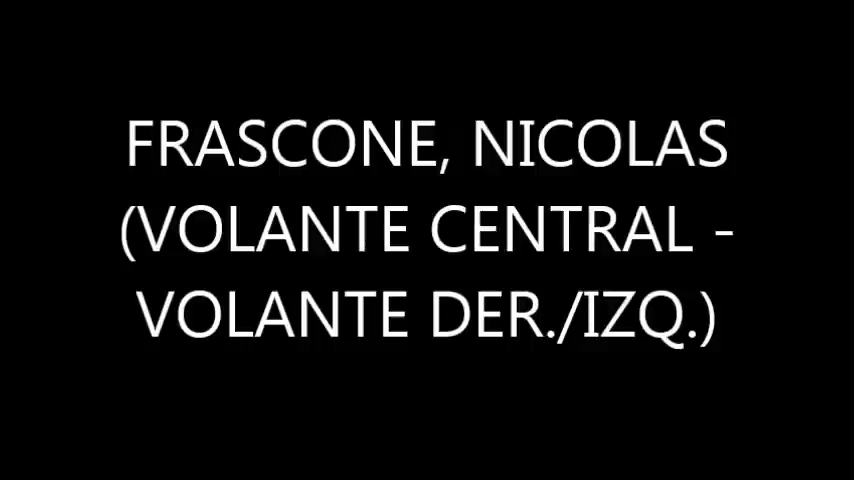 FRASCONE, NICOLAS
(VOLANTE CENTRAL -
VOLANTE DER./IZQ.)